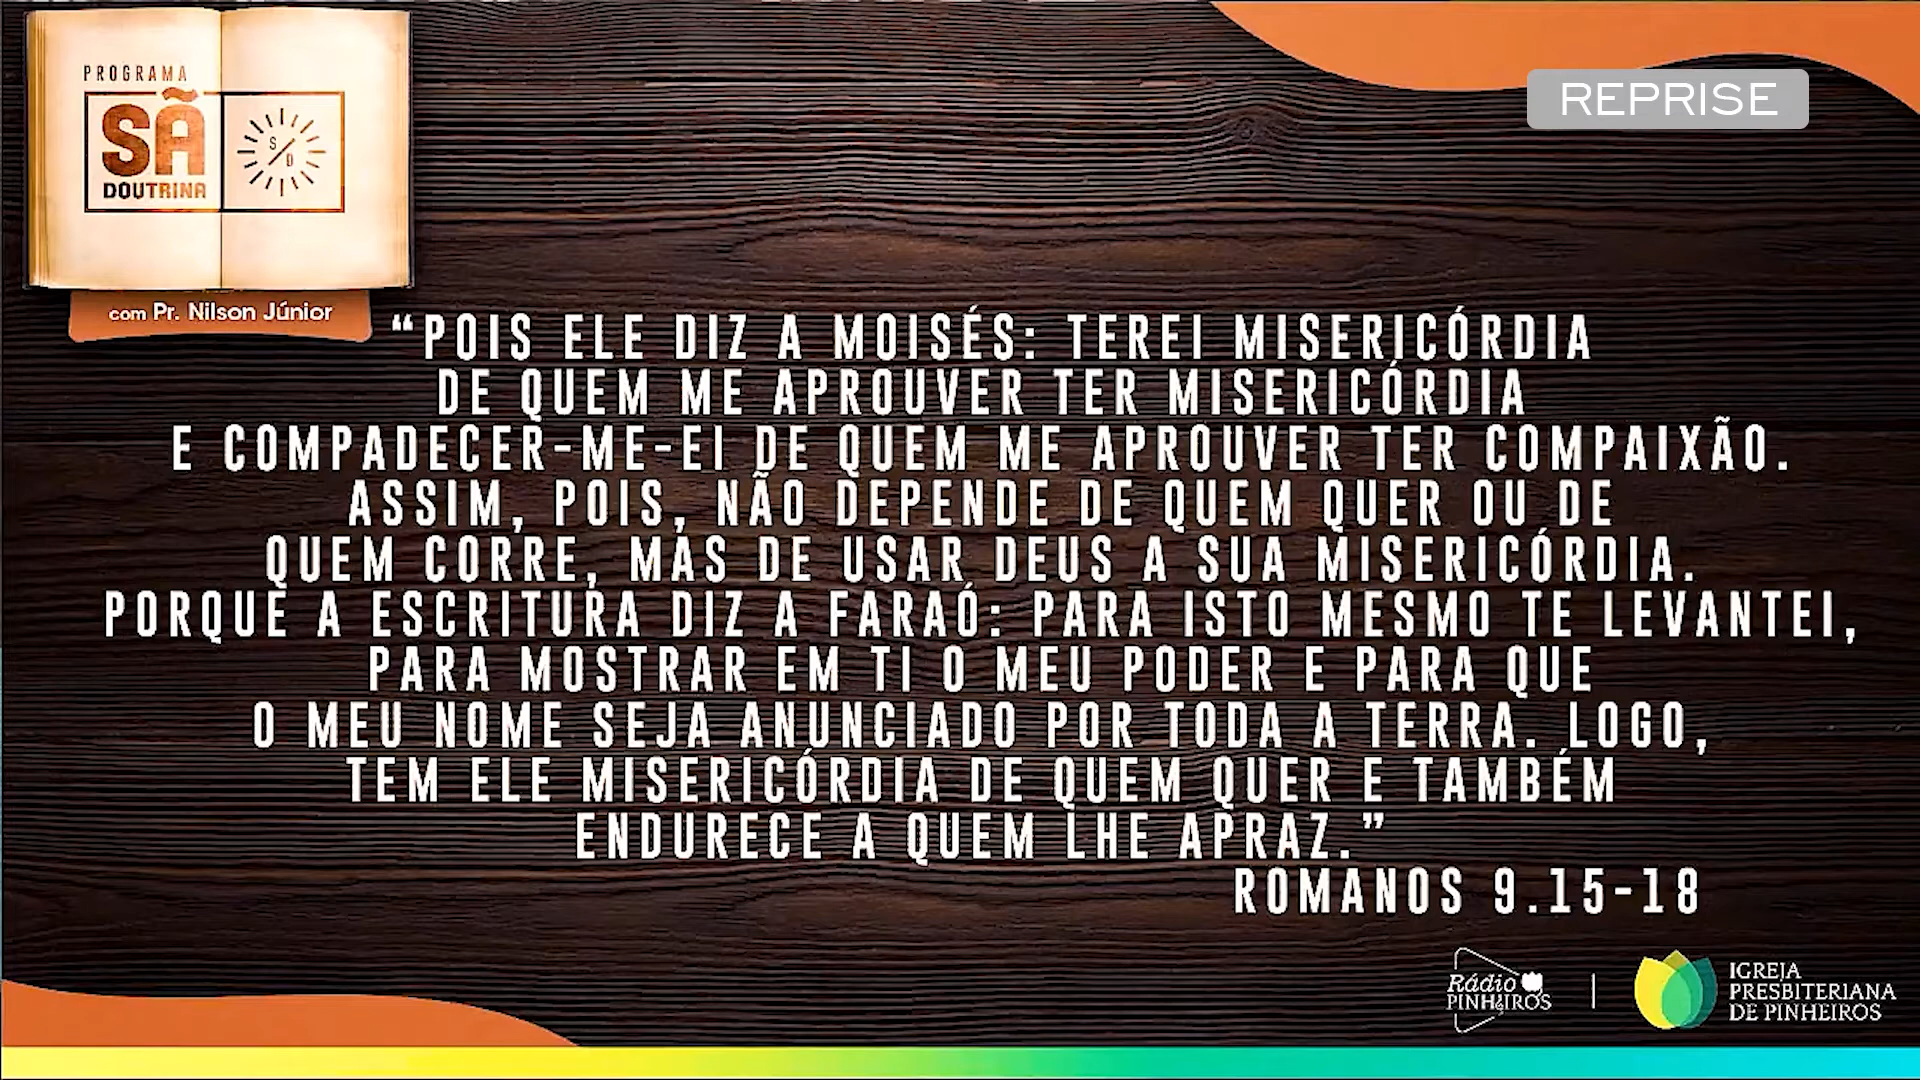 PROGRAMA
SÃ
DOUTRINA
S/D
com Pr. Nilson Júnior
REPRISE
“POIS ELE DIZ A MOISÉS: TEREI MISERICÓRDIA
DE QUEM ME APROUVER TER MISERICÓRDIA
E COMPADECER-ME-EI DE QUEM ME APROUVER TER COMPAIXÃO.
ASSIM, POIS, NÃO DEPENDE DE QUEM QUER OU DE
QUEM CORRE, MAS DE USAR DEUS A SUA MISERICÓRDIA.
PORQUE A ESCRITURA DIZ A FARAÓ: PARA ISTO MESMO TE LEVANTEI,
PARA MOSTRAR EM TI O MEU PODER E PARA QUE
O MEU NOME SEJA ANUNCIADO POR TODA A TERRA. LOGO,
TEM ELE MISERICÓRDIA DE QUEM QUER E TAMBÉM
ENDURECE A QUEM LHE APRAZ.”
ROMANOS 9.15-18
Rádio
PINHEIROS
IGREJA
PRESBITERIANA
DE PINHEIROS